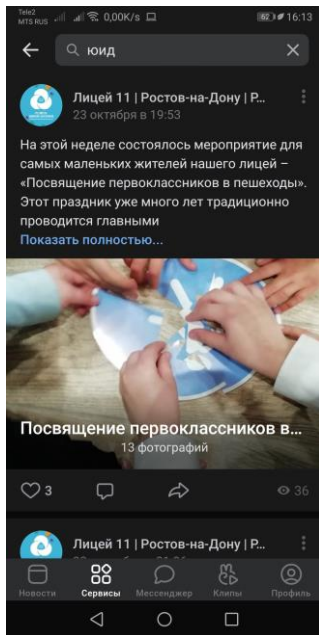 Tele2
MTS RUS
0,00K/s
62
16:13
юид
Лицей 11 | Ростов-на-Дону | Р...
23 октября в 19:53
На этой неделе состоялось мероприятие для
самых маленьких жителей нашего лицей –
«Посвящение первоклассников в пешеходы».
Этот праздник уже много лет традиционно
проводится главными
Показать полностью...
Посвящение первоклассников в...
13 фотографий
3
36
Лицей 11 | Ростов-на-Дону | Р...
Новости
Сервисы
Мессенджер
Клипы
Профиль